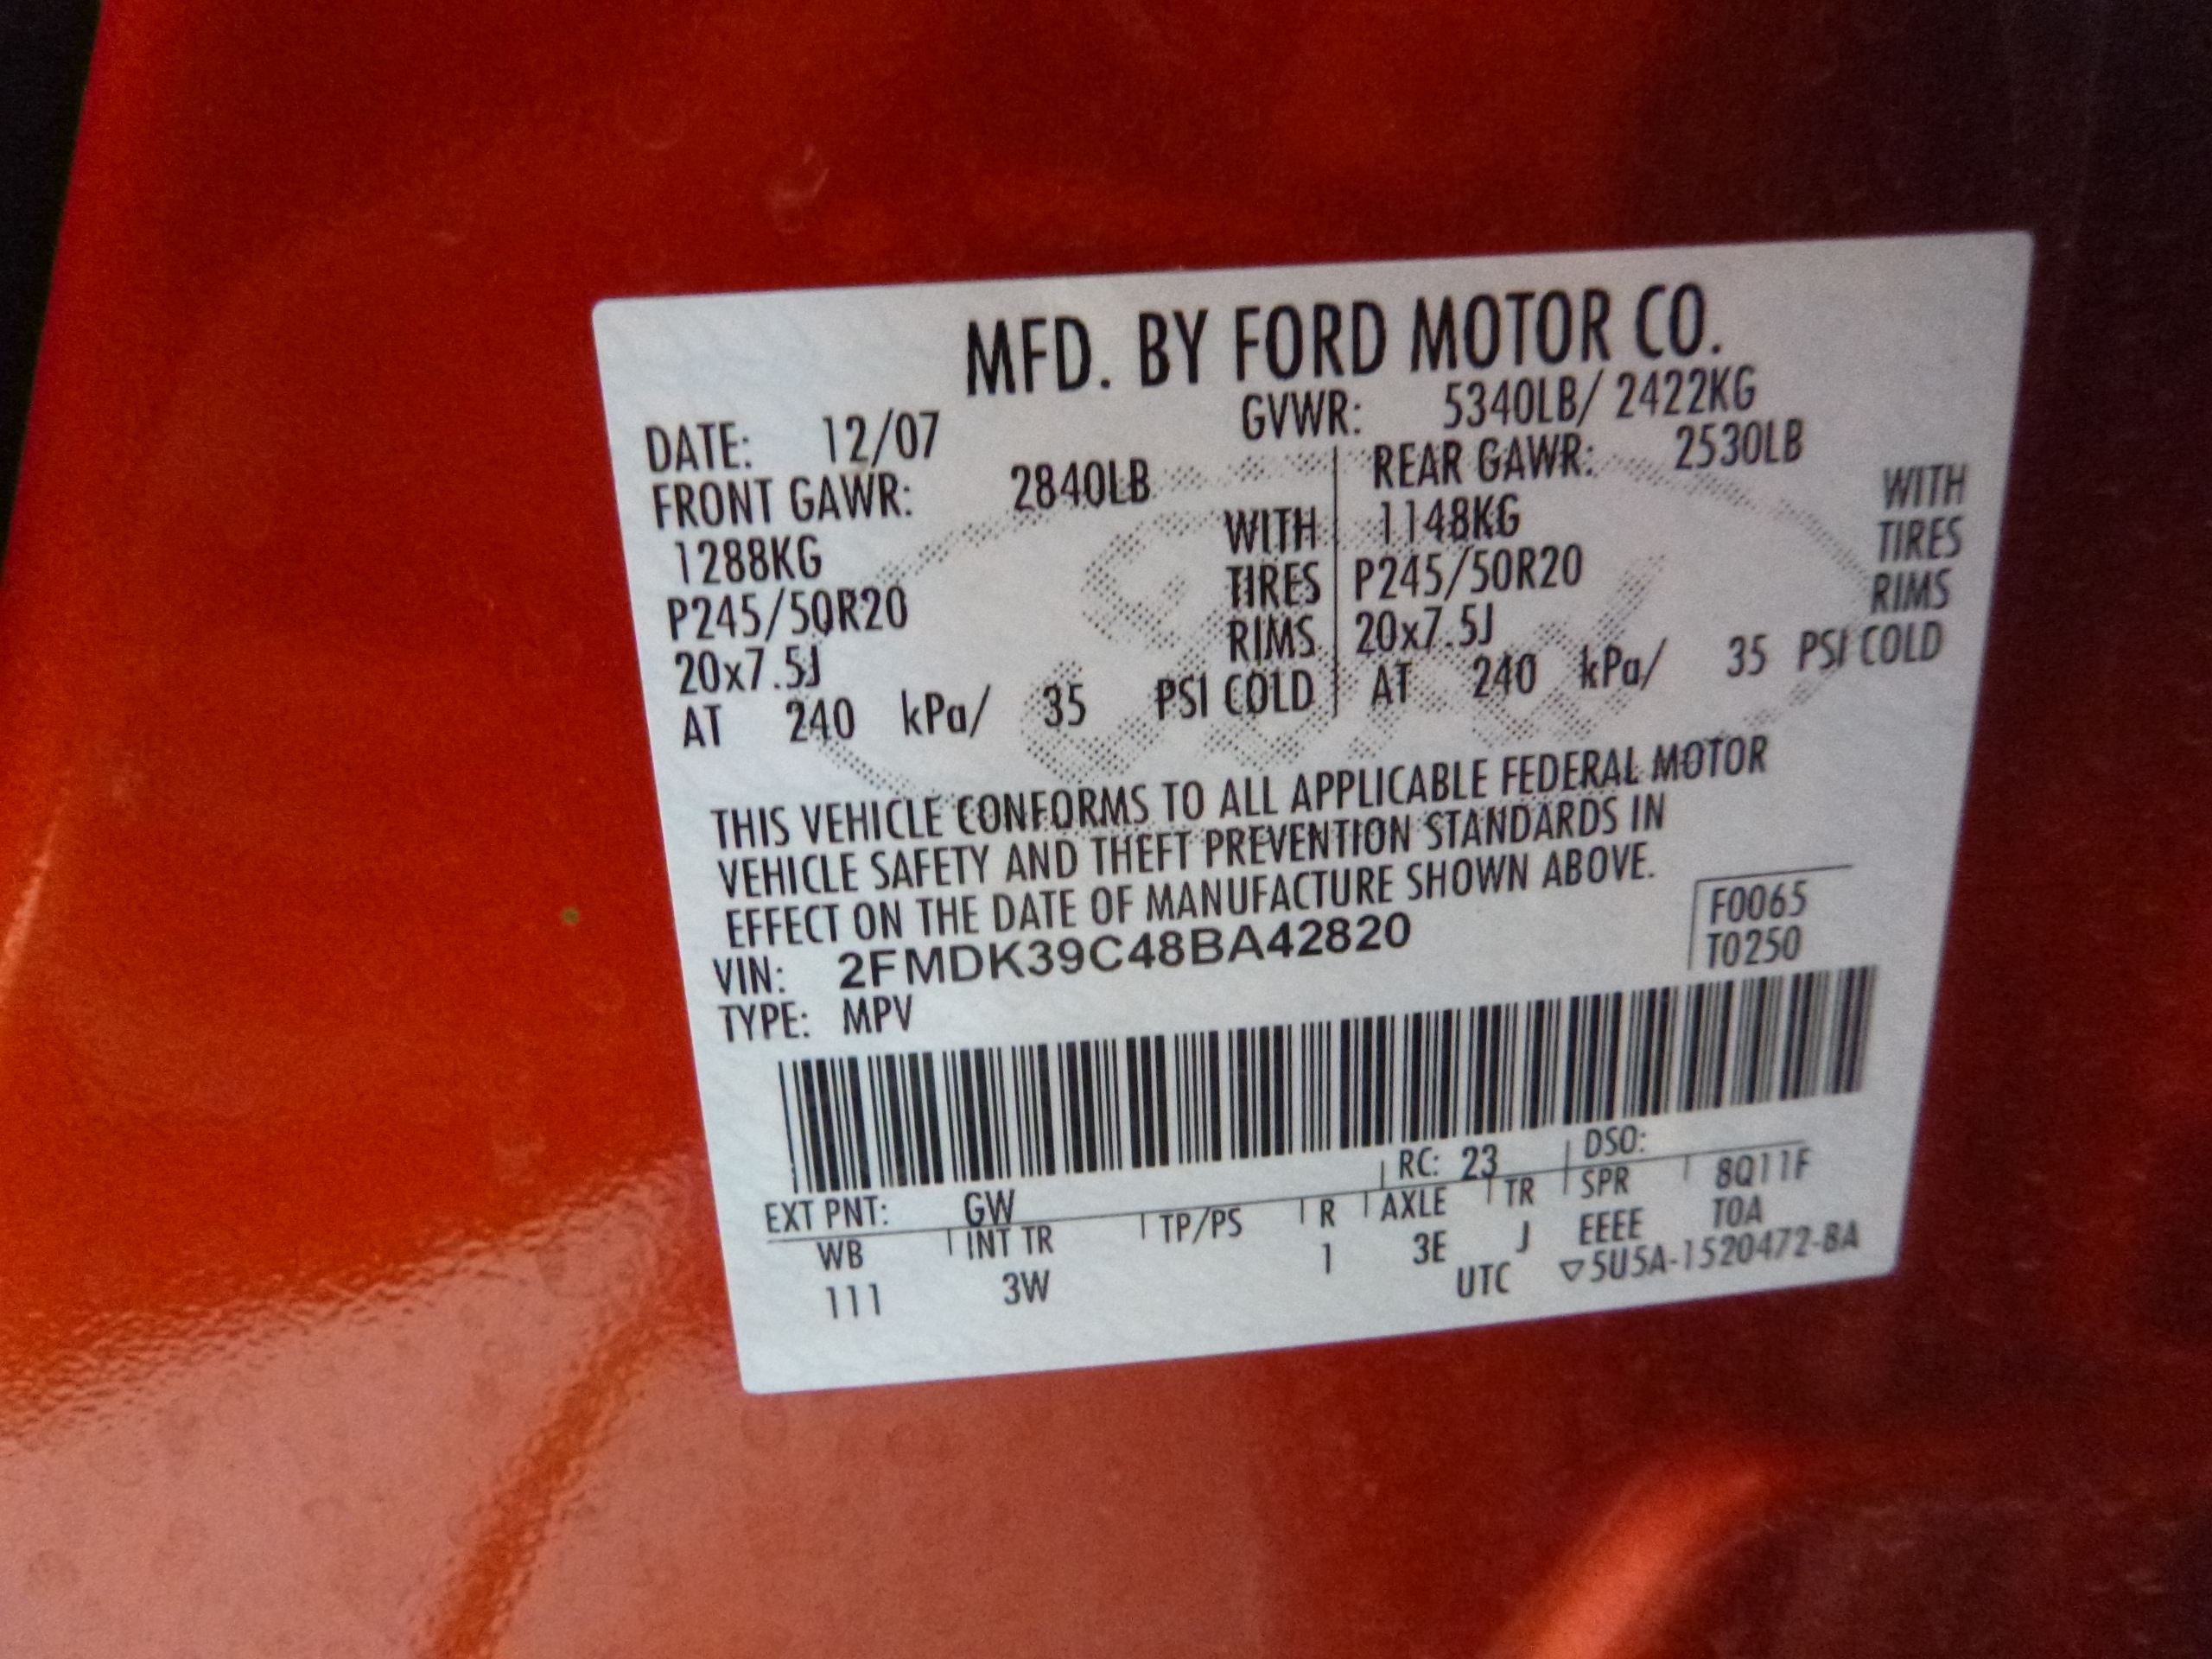 MFD. BY FORD MOTOR CO.
DATE: 12/07 GVWR: 5340LB/ 2422KG
FRONT GAWR: 2840LB REAR GAWR: 2530LB
1288KG WITH 1148KG WITH
P245/50R20 TIRES P245/50R20 TIRES
20x7.5J RIMS 20x7.5J RIMS
AT 240 kPa/ 35 PSI COLD AT 240 kPa/ 35 PSI COLD
THIS VEHICLE CONFORMS TO ALL APPLICABLE FEDERAL MOTOR
VEHICLE SAFETY AND THEFT PREVENTION STANDARDS IN
EFFECT ON THE DATE OF MANUFACTURE SHOWN ABOVE.
VIN: 2FMDK39C48BA42820 F0065
TYPE: MPV T0250
EXT PNT: GW RC: 23 DSO:
WB INT TR TP/PS R AXLE TR SPR 8Q11F
111 3W 1 3E J EEEE TOA
UTC ▽5U5A-1520472-BA